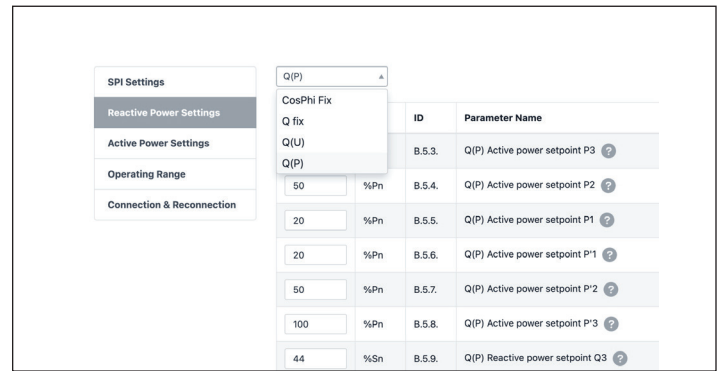 SPI Settings
Reactive Power Settings
Active Power Settings
Operating Range
Connection & Reconnection
Q(P)
CosPhi Fix
Q fix
Q(U)
Q(P)
ID Parameter Name
B.5.3. Q(P) Active power setpoint P3 ?
50 %Pn B.5.4. Q(P) Active power setpoint P2 ?
20 %Pn B.5.5. Q(P) Active power setpoint P1 ?
20 %Pn B.5.6. Q(P) Active power setpoint P'1 ?
50 %Pn B.5.7. Q(P) Active power setpoint P'2 ?
100 %Pn B.5.8. Q(P) Active power setpoint P'3 ?
44 %Sn B.5.9. Q(P) Reactive power setpoint Q3 ?